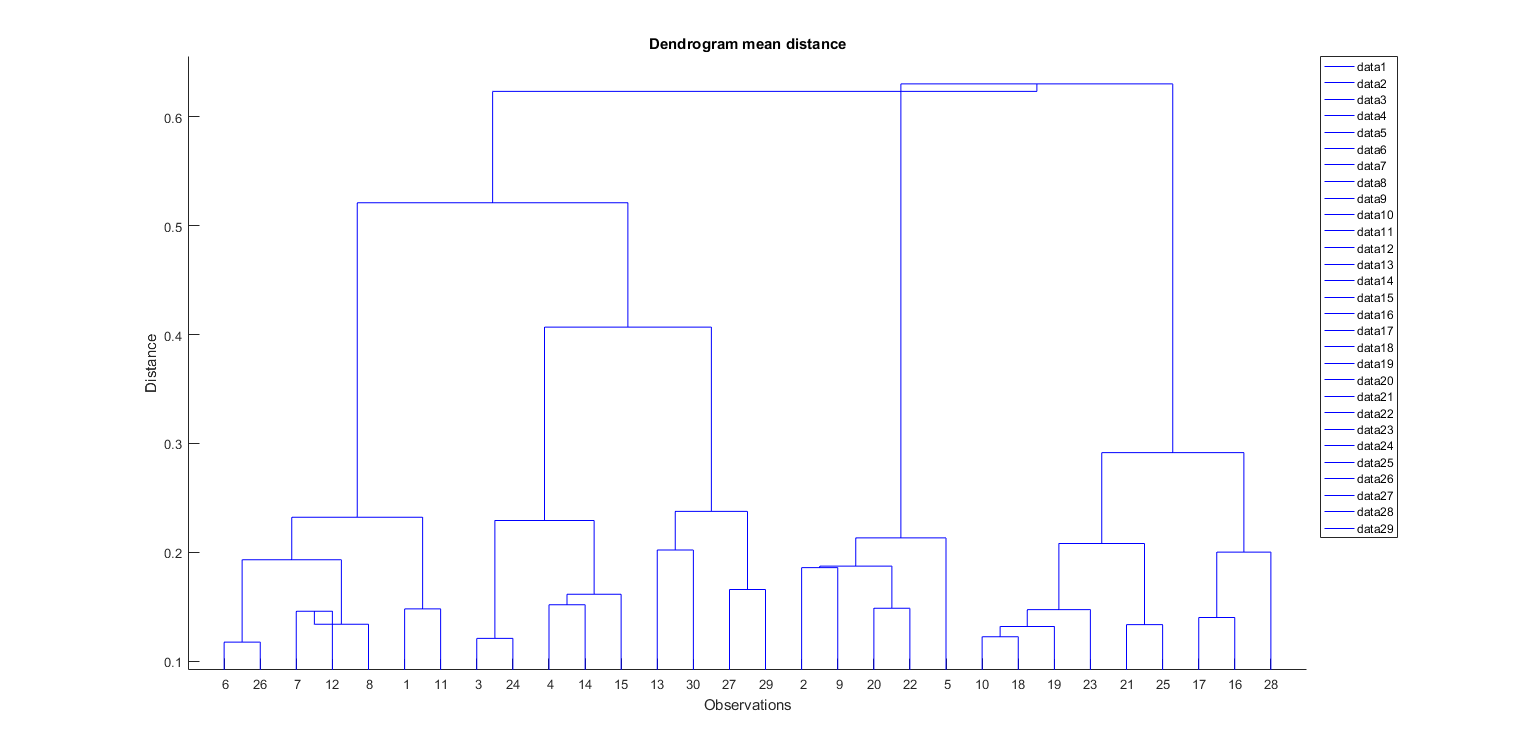 Dendrogram mean distance
0.6
0.5
0.4
0.3
0.2
0.1
Distance
6 26 7 12 8 1 11 3 24 4 14 15 13 30 27 29 2 9 20 22 5 10 18 19 23 21 25 17 16 28
Observations
data1
data2
data3
data4
data5
data6
data7
data8
data9
data10
data11
data12
data13
data14
data15
data16
data17
data18
data19
data20
data21
data22
data23
data24
data25
data26
data27
data28
data29